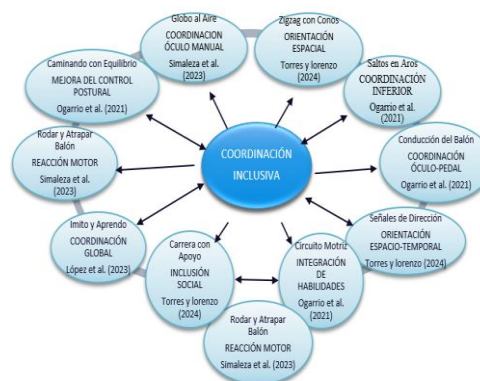 Globo al Aire
COORDINACION
ÓCULO MANUAL
Simaleza et al.
(2023)
Zigzag con Conos
ORIENTACIÓN
ESPACIAL
Torres y lorenzo
(2024)
Saltos en Aros
COORDINACIÓN
INFERIOR
Ogarrio et al.
(2021)
Conducción del Balón
COORDINACIÓN
ÓCULO-PEDAL
Ogarrio et al. (2021)
Señales de Dirección
ORIENTACIÓN
ESPACIO-TEMPORAL
Torres y lorenzo (2024)
Circuito Motriz
INTEGRACIÓN
DE
HABILIDADES
Ogarrio et al.
(2021)
Rodar y Atrapar
Balón
REACCIÓN MOTOR
Simaleza et al. (2023)
Carrera con
Apoyo
INCLUSIÓN
SOCIAL
Torres y lorenzo
(2024)
Imito y Aprendo
COORDINACIÓN
GLOBAL
López et al. (2023)
Rodar y Atrapar
Balón
REACCIÓN MOTOR
Simaleza et al.
(2023)
Caminando con Equilibrio
MEJORA DEL CONTROL
POSTURAL
Ogarrio et al. (2021)
COORDINACIÓN
INCLUSIVA